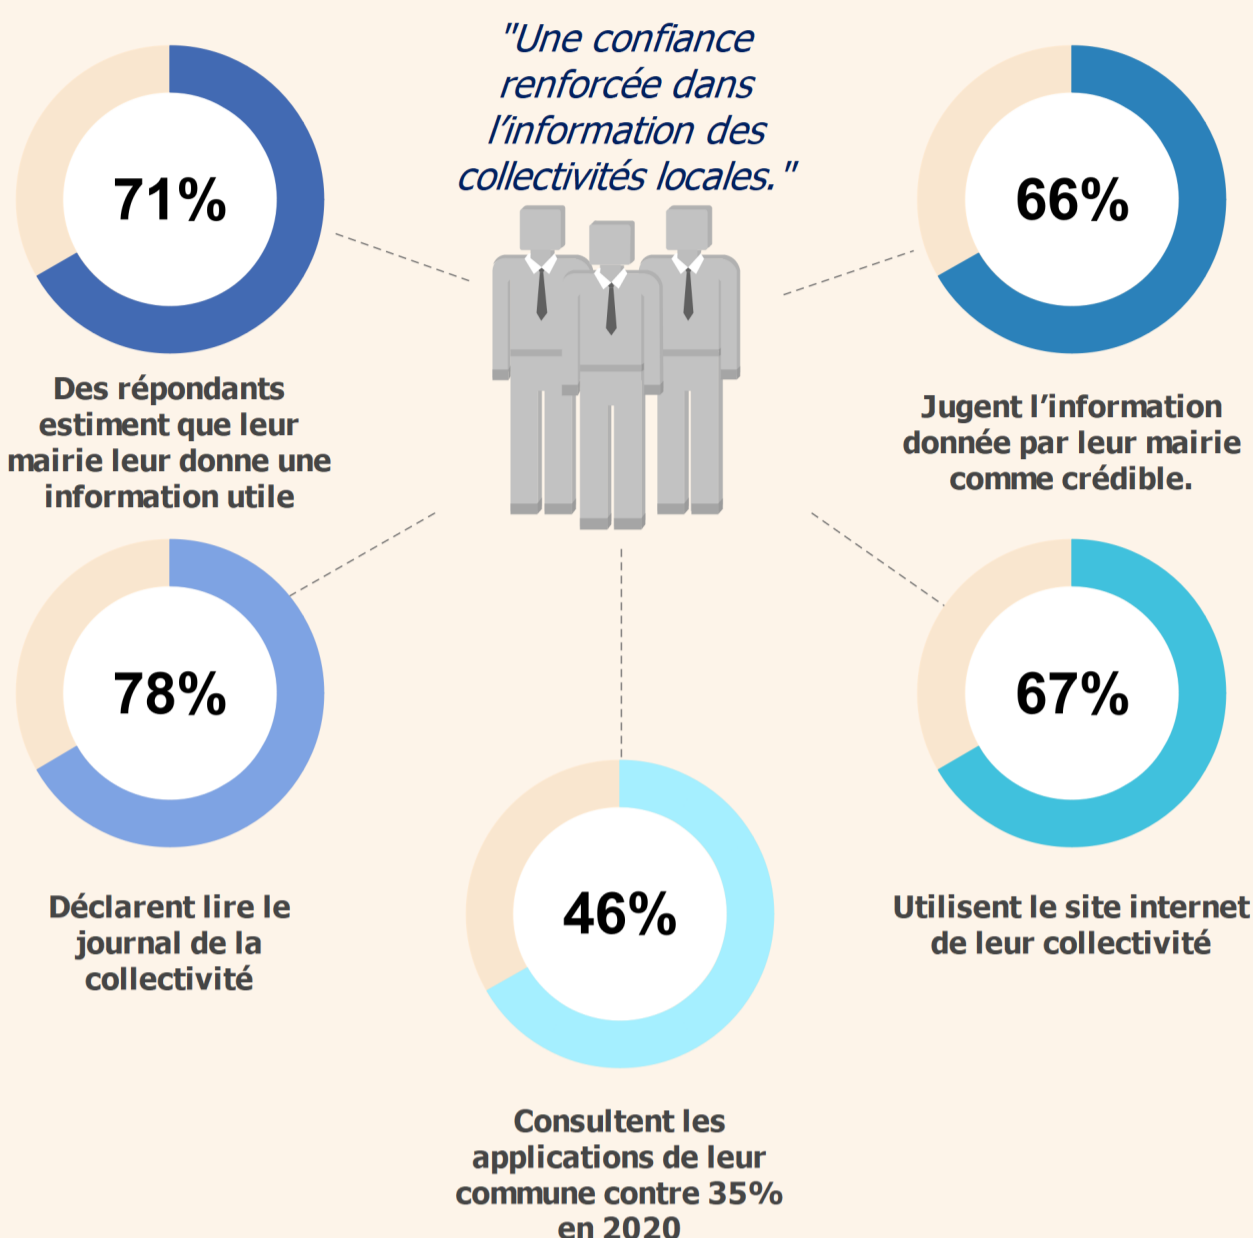 "Une confiance
renforcée dans
l'information des
collectivités locales."
71%
Des répondants
estiment que leur
mairie leur donne une
information utile
66%
Jugent l'information
donnée par leur mairie
comme crédible.
78%
Déclarent lire le
journal de la
collectivité
67%
Utilisent le site internet
de leur collectivité
46%
Consultent les
applications de leur
commune contre 35%
en 2020